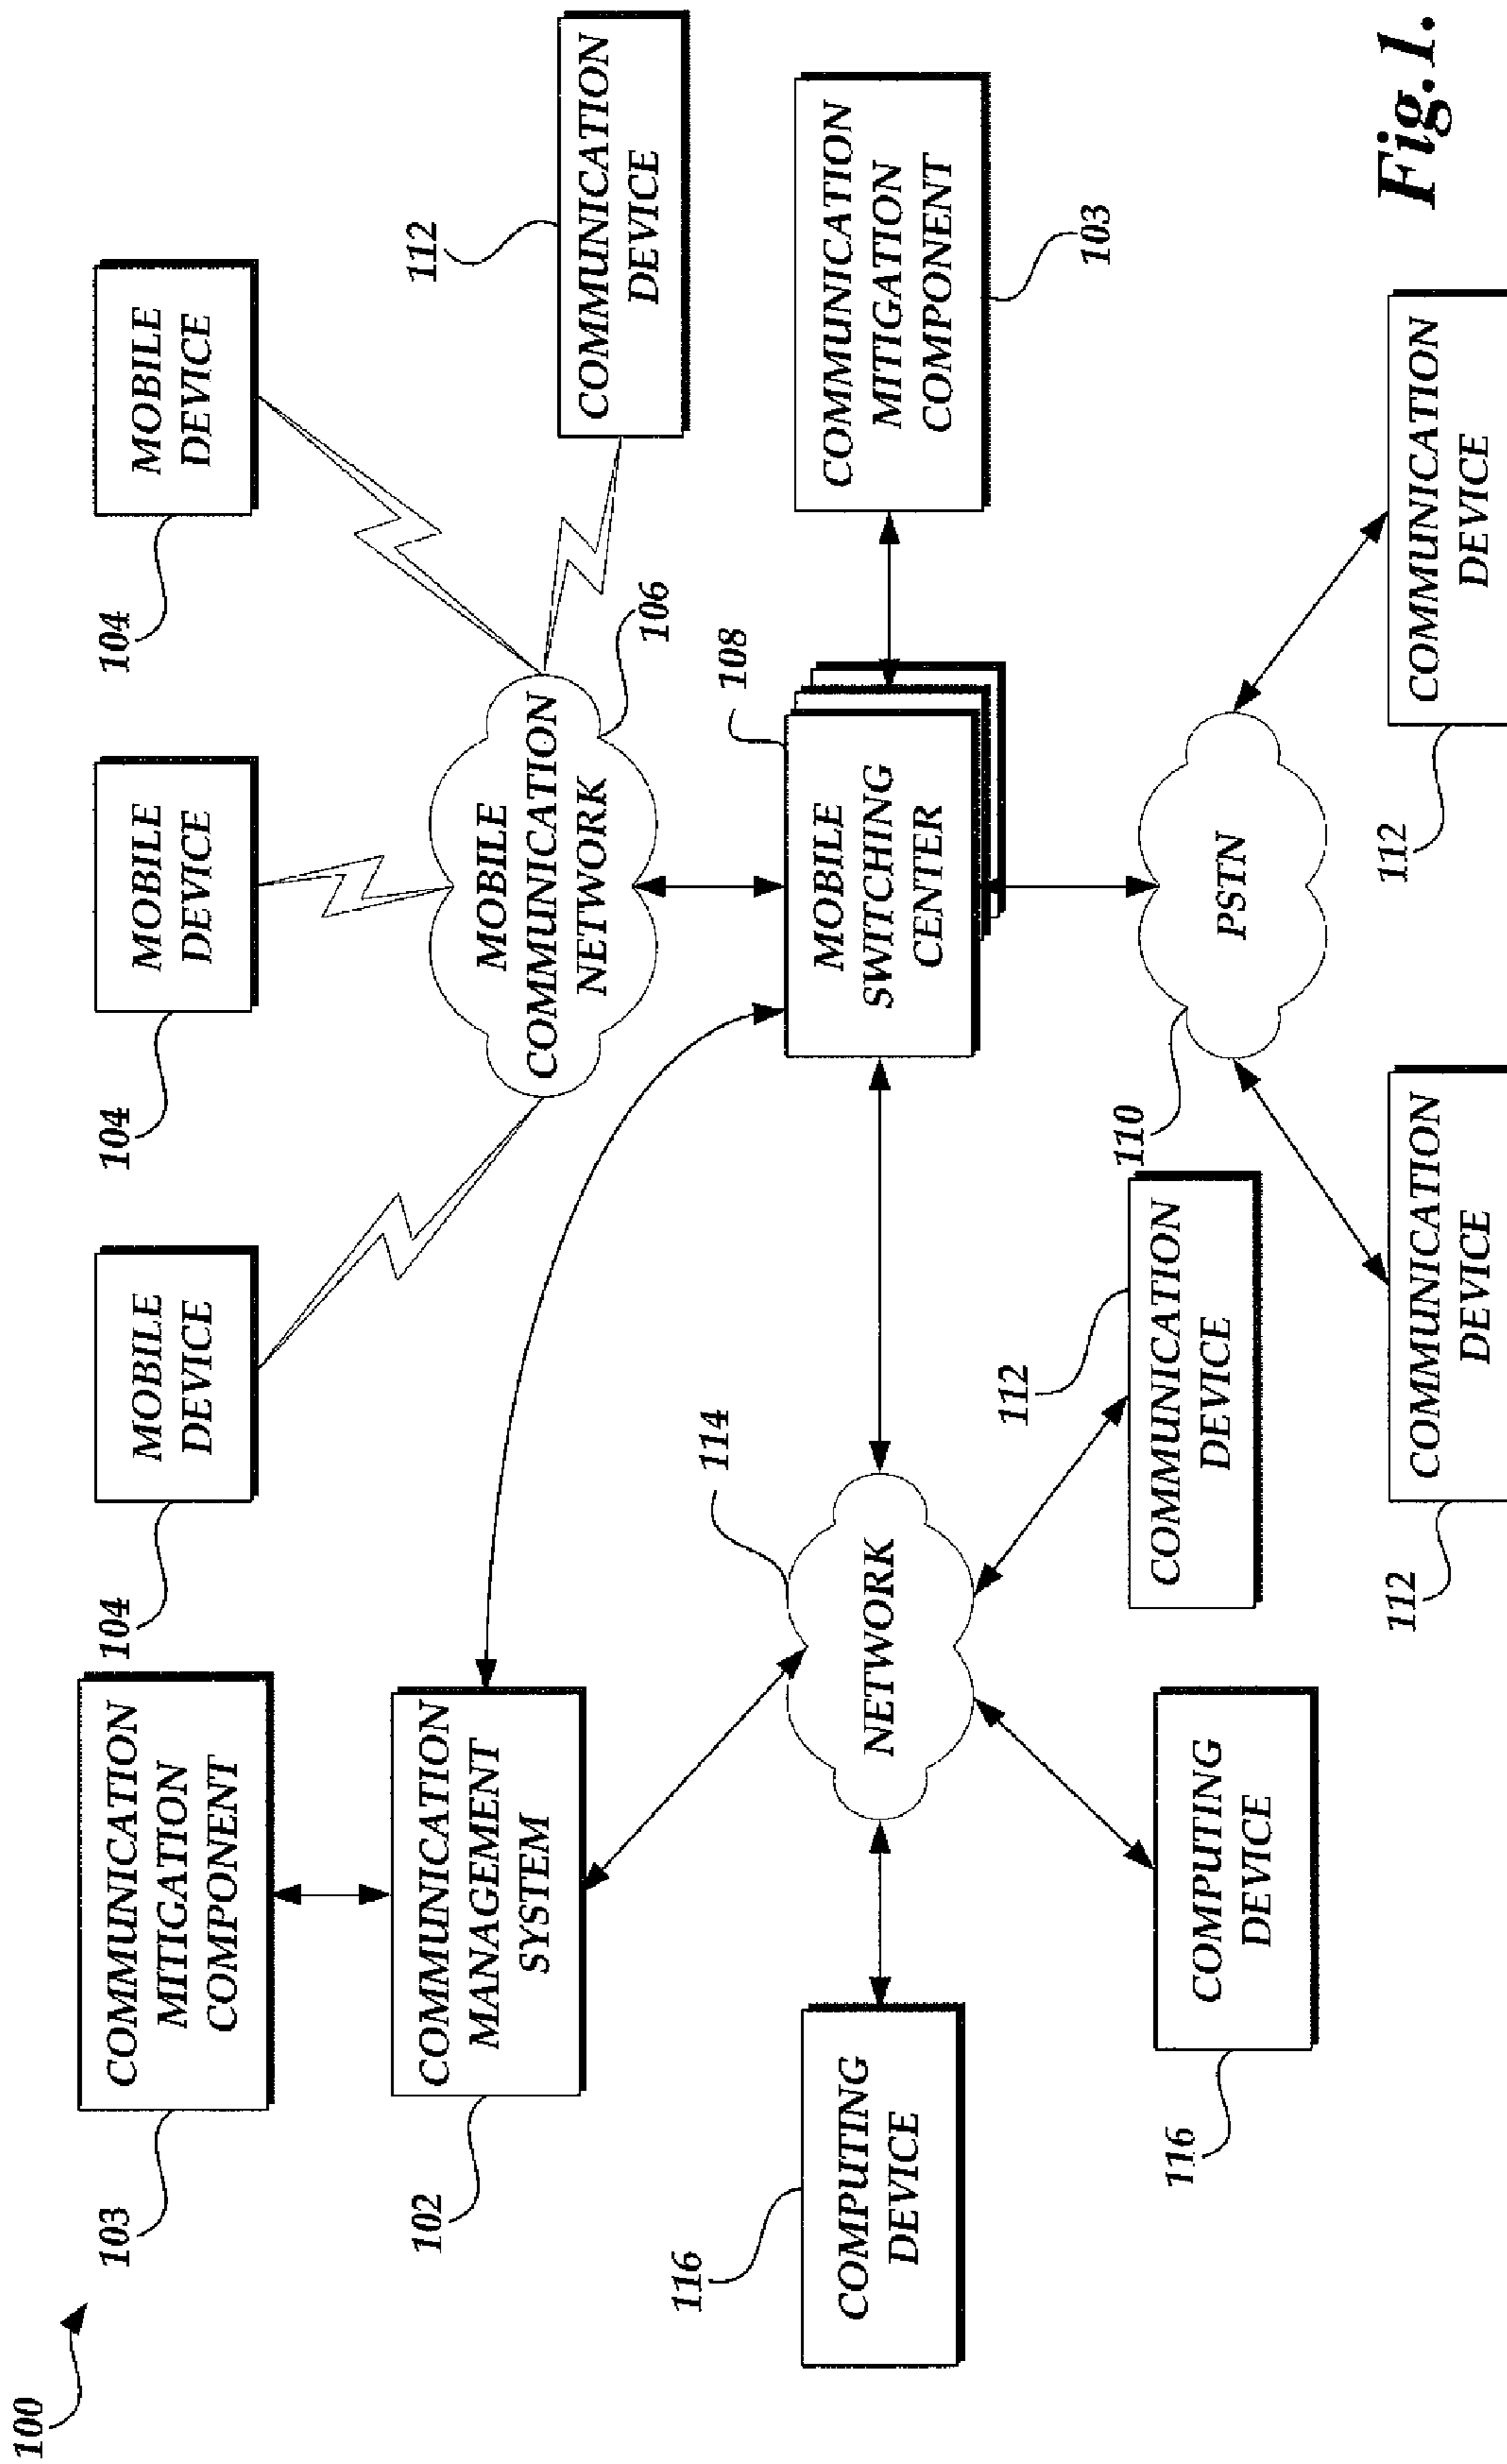 100
103
COMMUNICATION
MITIGATION
COMPONENT
104
MOBILE
DEVICE
104
MOBILE
DEVICE
104
MOBILE
DEVICE
102
COMMUNICATION
MANAGEMENT
SYSTEM
MOBILE
COMMUNICATION
NETWORK
106
112
COMMUNICATION
DEVICE
116
COMPUTING
DEVICE
114
NETWORK
108
MOBILE
SWITCHING
CENTER
COMMUNICATION
MITIGATION
COMPONENT
103
116
COMPUTING
DEVICE
112
COMMUNICATION
DEVICE
110
PSTN
112
COMMUNICATION
DEVICE
112
COMMUNICATION
DEVICE
Fig.1.